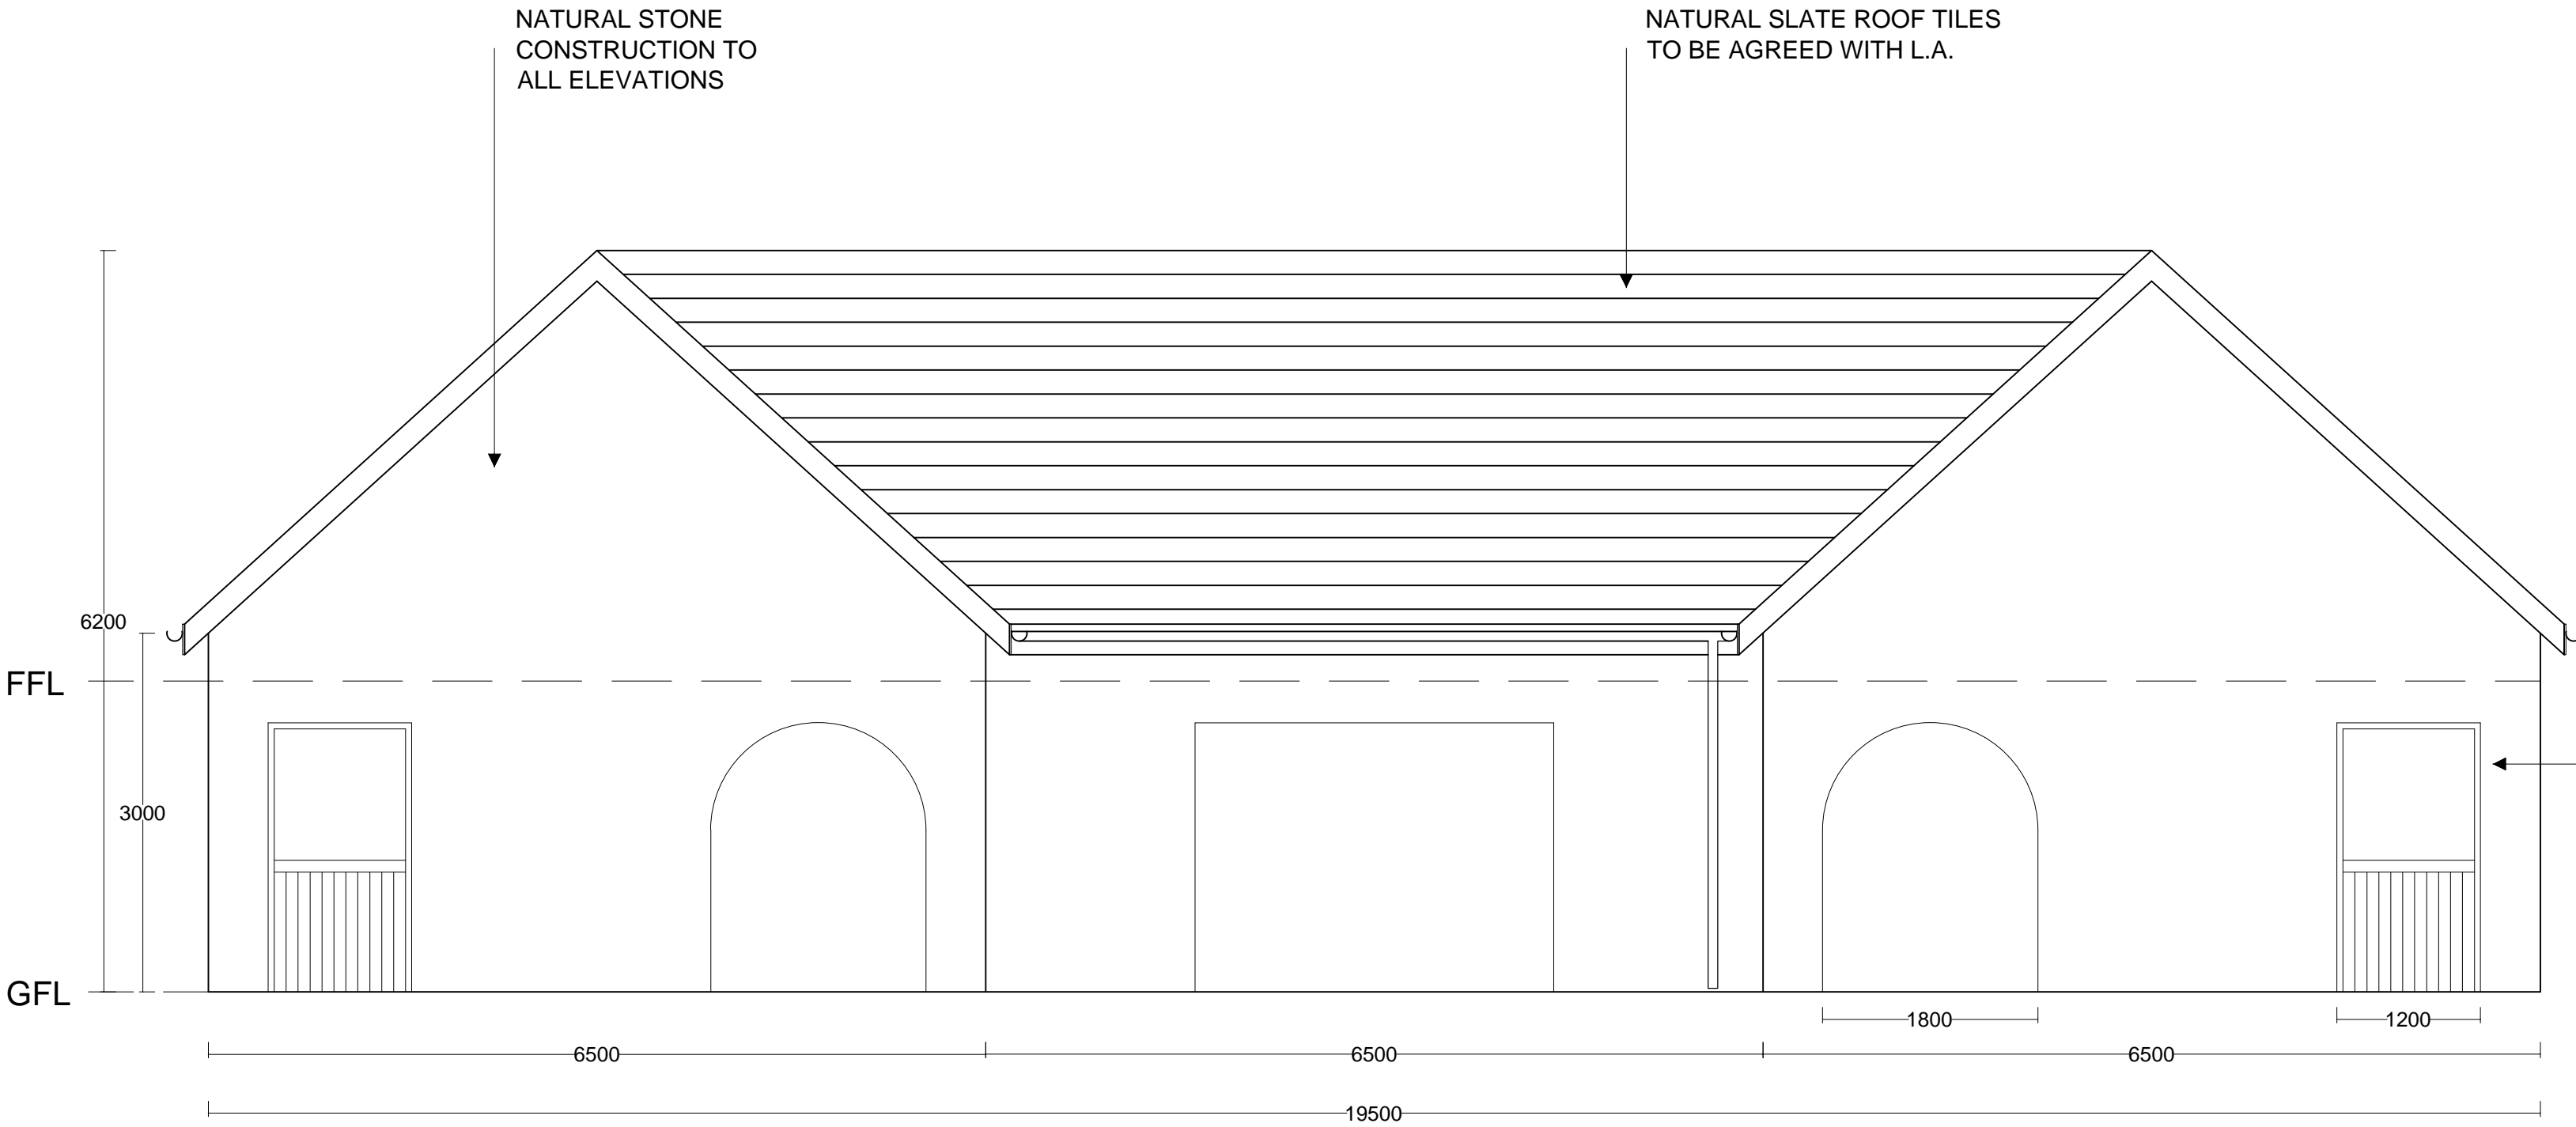 NATURAL STONE
CONSTRUCTION TO
ALL ELEVATIONS
NATURAL SLATE ROOF TILES
TO BE AGREED WITH L.A.
6200
FFL
3000
GFL
1800
1200
6500
6500
6500
19500